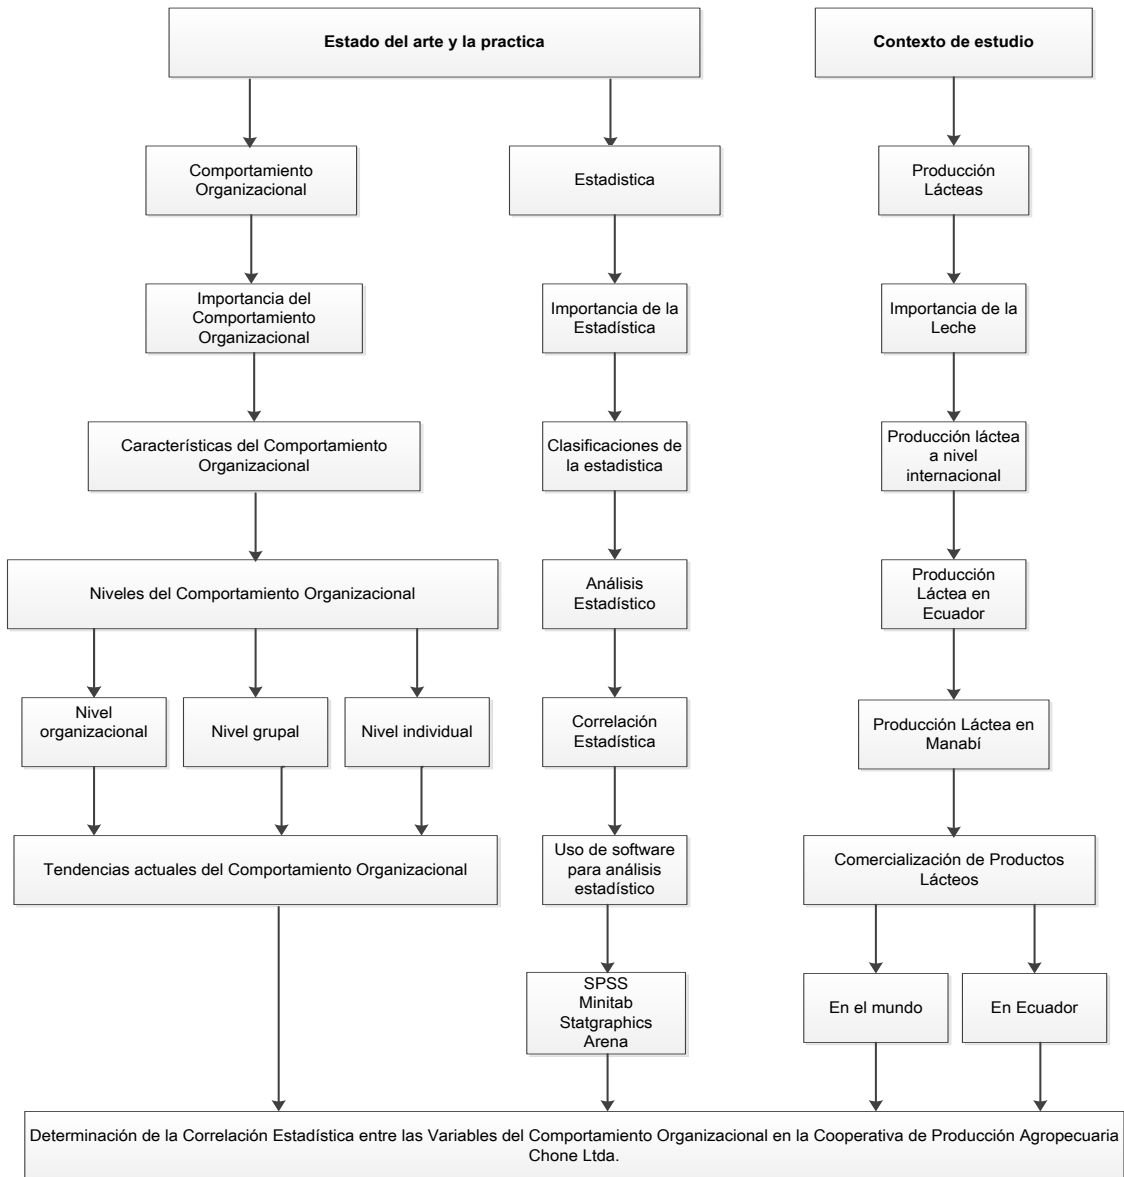 Estado del arte y la practica
Contexto de estudio
Comportamiento
Organizacional
Estadistica
Producción
Lácteas
Importancia del
Comportamiento
Organizacional
Importancia de la
Estadística
Importancia de la
Leche
Características del Comportamiento
Organizacional
Clasificaciones de
la estadistica
Producción láctea
a nivel
internacional
Niveles del Comportamiento Organizacional
Análisis
Estadístico
Producción
Láctea en
Ecuador
Nivel
organizacional
Nivel grupal
Nivel individual
Correlación
Estadística
Producción Láctea en
Manabí
Tendencias actuales del Comportamiento Organizacional
Uso de software
para análisis
estadístico
Comercialización de Productos
Lácteos
SPSS
Minitab
Statgraphics
Arena
En el mundo
En Ecuador
Determinación de la Correlación Estadística entre las Variables del Comportamiento Organizacional en la Cooperativa de Producción Agropecuaria
Chone Ltda.